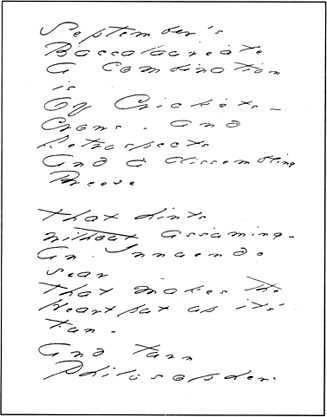 September's
Baccalaureate
A Combination
is
Of Crickets –
Crows – and
Retrospects
And a dissembling
Breeze

That hints
without assuming –
An Innuendo
sear
That makes the
Heart put up its
Fun –
And turn
Philosopher.